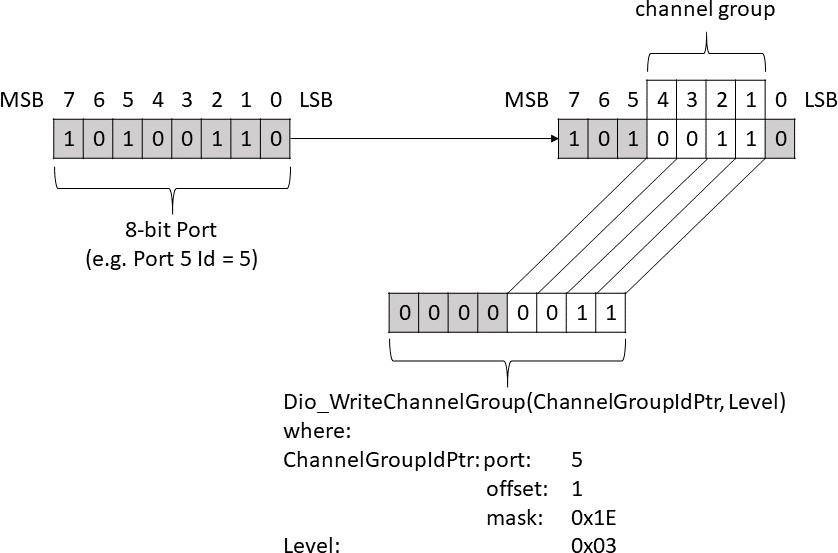 channel group
MSB 7 6 5 4 3 2 1 0 LSB
MSB 7 6 5 4 3 2 1 0 LSB
1 0 1 0 0 1 1 0
1 0 1 0 0 1 1 0
8-bit Port
(e.g. Port 5 Id = 5)
0 0 0 0 0 0 1 1
Dio_WriteChannelGroup(ChannelGroupIdPtr, Level)
where:
ChannelGroupIdPtr: port: 5
offset: 1
mask: 0x1E
Level: 0x03